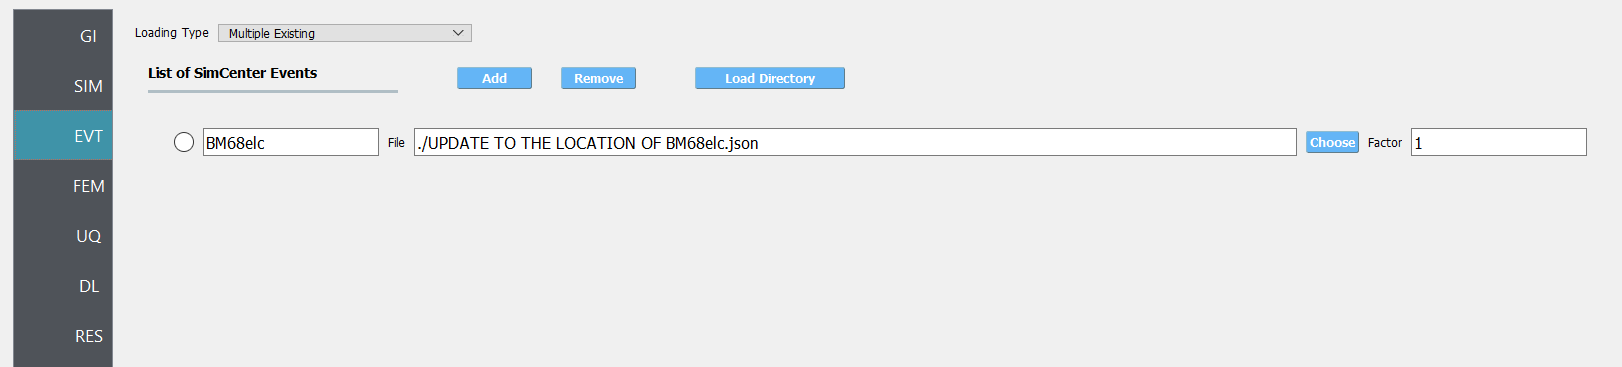 GI
SIM
EVT
FEM
UQ
DL
RES
Loading Type Multiple Existing
List of SimCenter Events Add Remove Load Directory
BM68elc File ./UPDATE TO THE LOCATION OF BM68elc.json Choose Factor 1